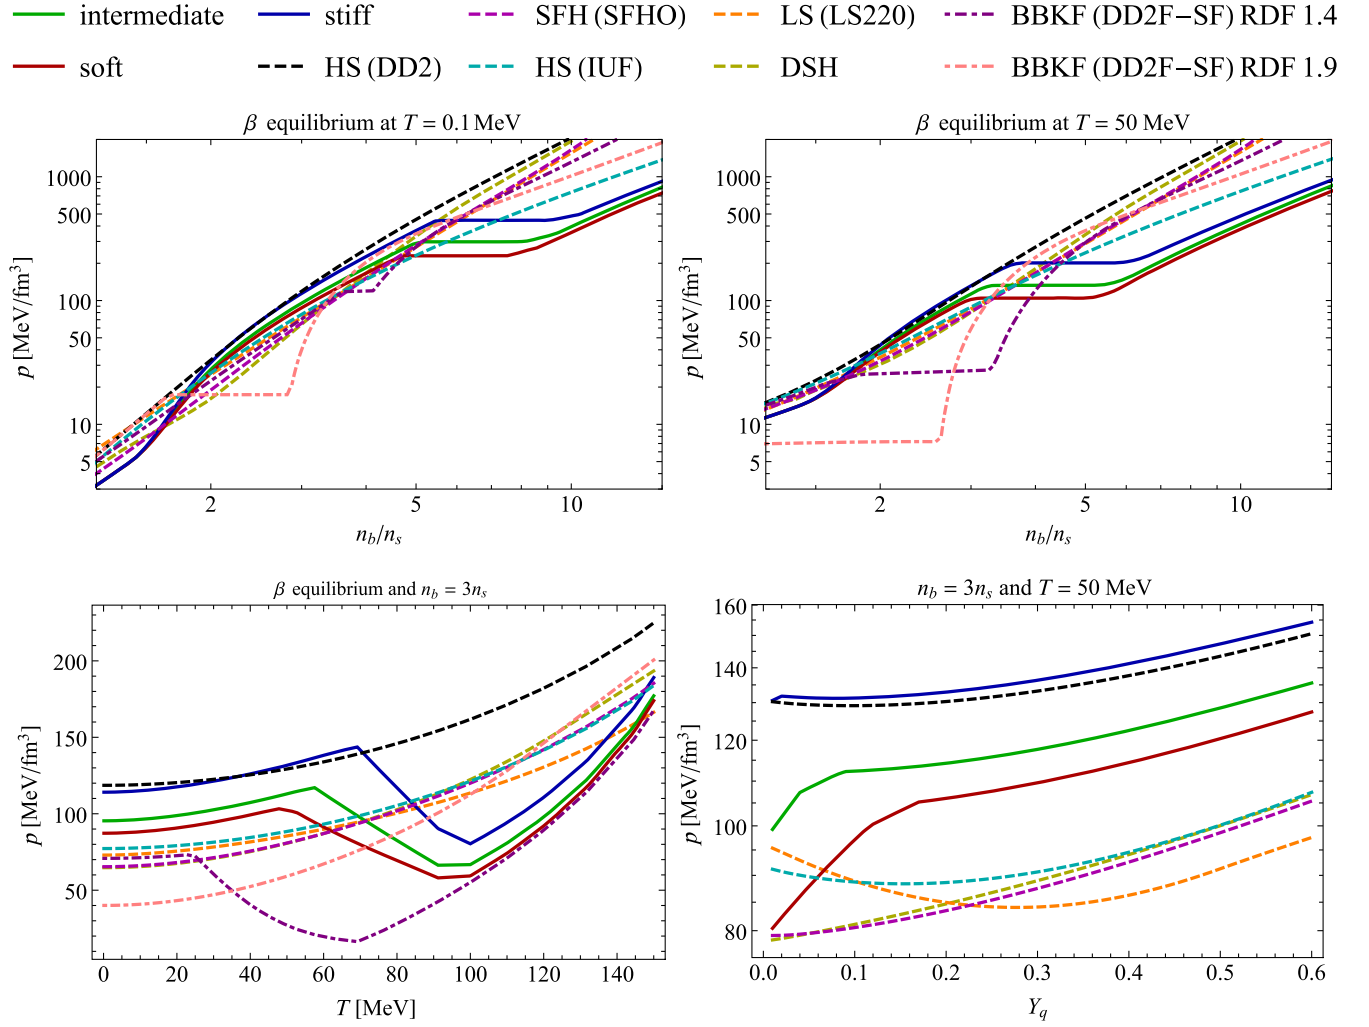 intermediate stiff SFH (SFHO) LS (LS220) BBKF (DD2F−SF) RDF 1.4
soft HS (DD2) HS (IUF) DSH BBKF (DD2F−SF) RDF 1.9
β equilibrium at T = 0.1 MeV
1000
500
100
50
10
5
p [MeV/fm³]
2 5 10
n_b/n_s
β equilibrium at T = 50 MeV
1000
500
100
50
10
5
p [MeV/fm³]
2 5 10
n_b/n_s
β equilibrium and n_b = 3n_s
200
150
100
50
p [MeV/fm³]
0 20 40 60 80 100 120 140
T [MeV]
n_b = 3n_s and T = 50 MeV
160
140
120
100
80
p [MeV/fm³]
0.0 0.1 0.2 0.3 0.4 0.5 0.6
Y_q